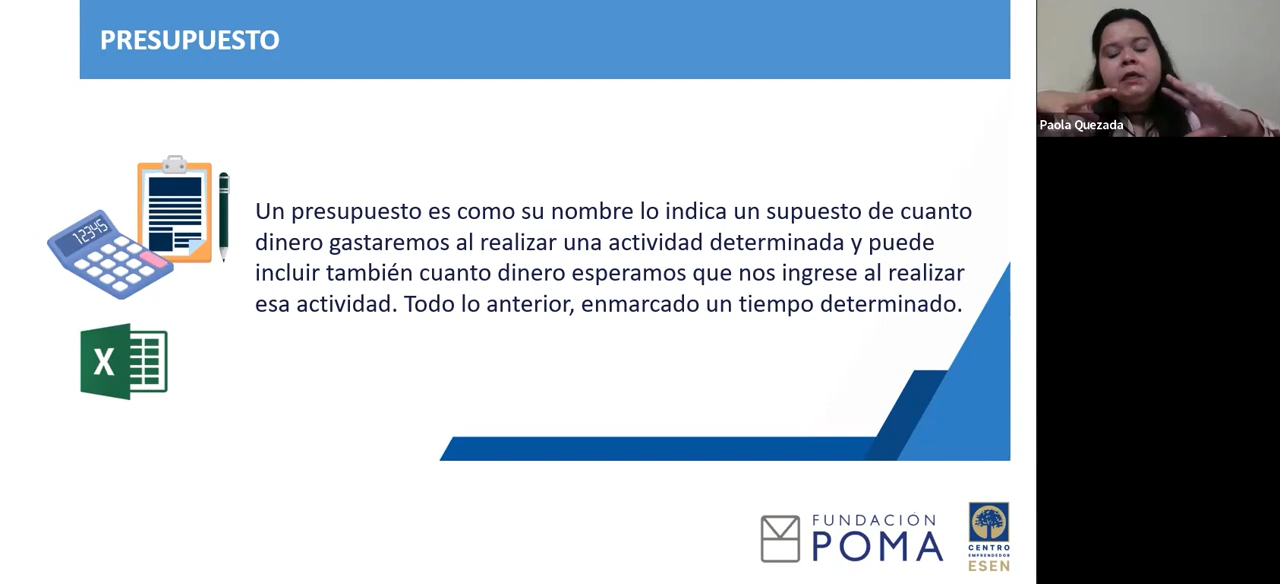 PRESUPUESTO
12345
Un presupuesto es como su nombre lo indica un supuesto de cuanto
dinero gastaremos al realizar una actividad determinada y puede
incluir también cuanto dinero esperamos que nos ingrese al realizar
esa actividad. Todo lo anterior, enmarcado un tiempo determinado.
X
FUNDACIÓN
POMA
CENTRO
EMPRENDEDOR
ESEN
Paola Quezada